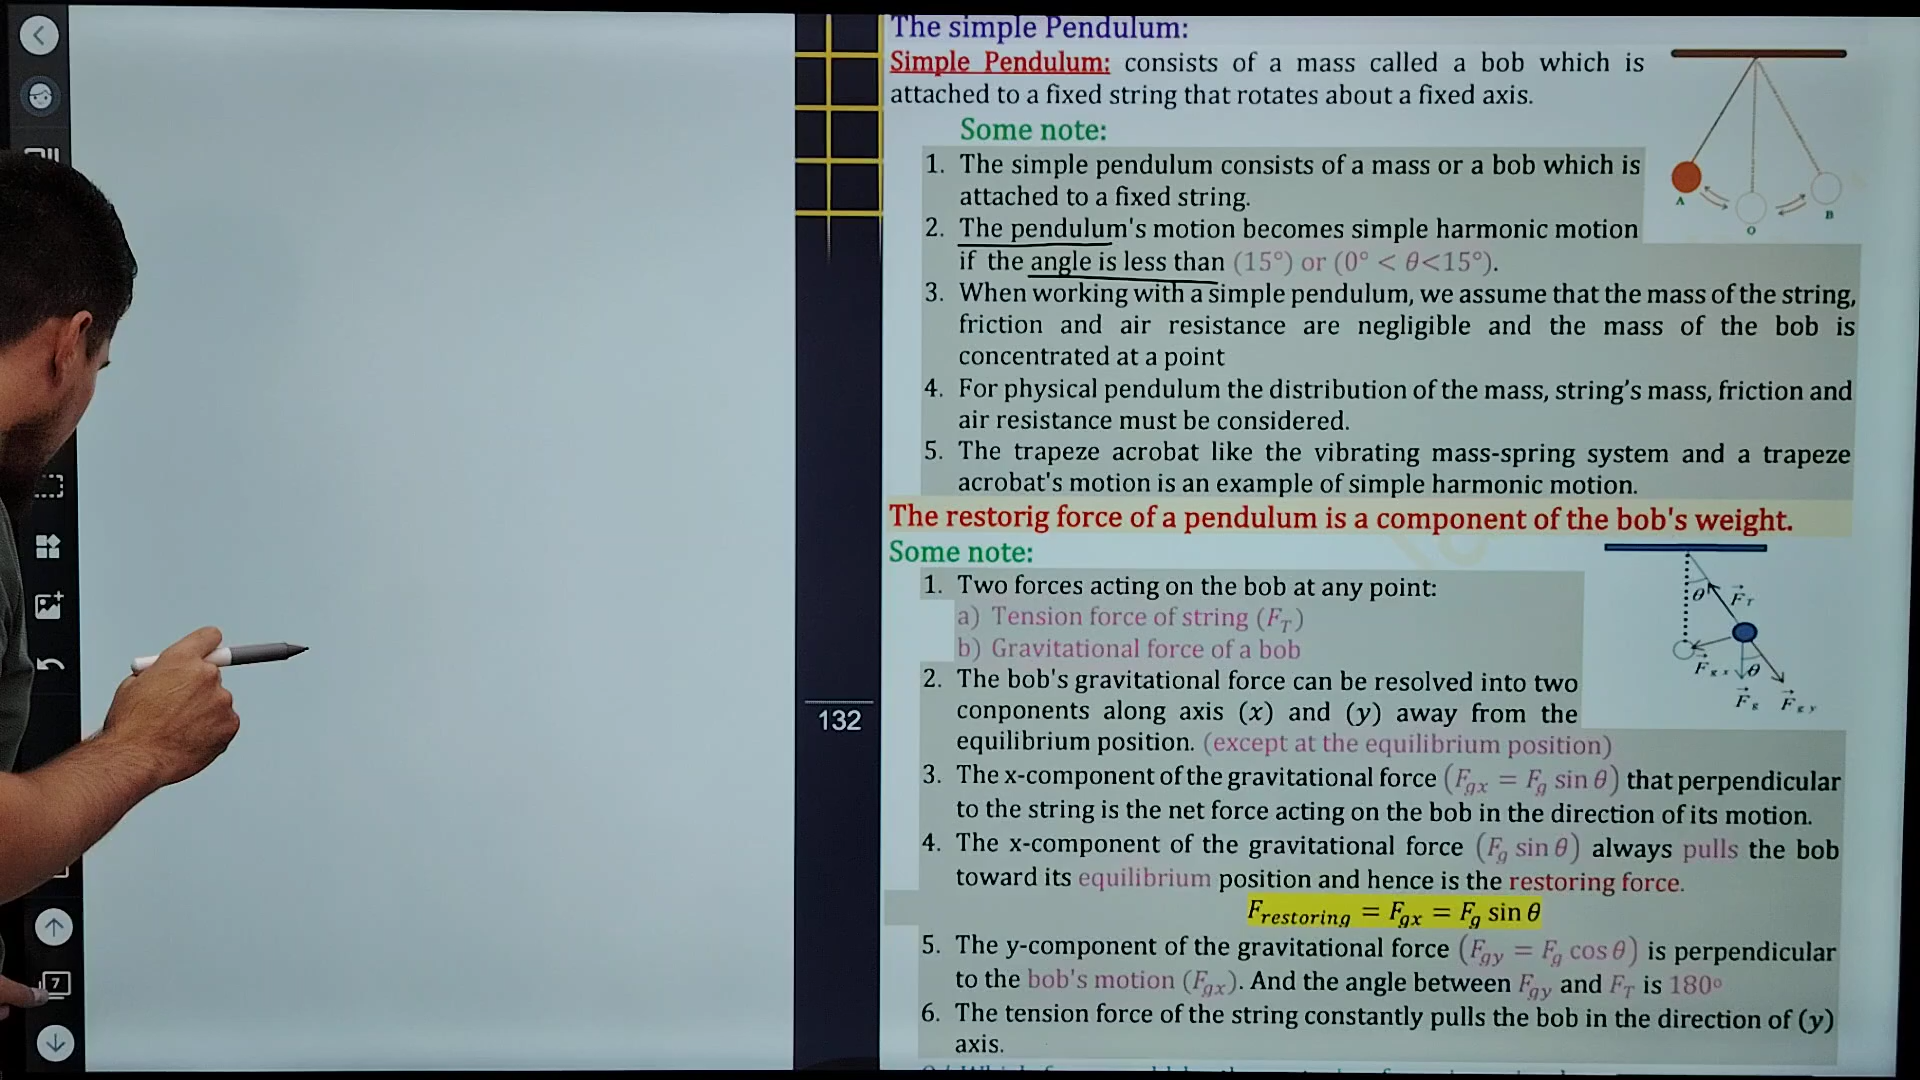 The simple Pendulum:
Simple Pendulum: consists of a mass called a bob which is
attached to a fixed string that rotates about a fixed axis.
Some note:
1. The simple pendulum consists of a mass or a bob which is
attached to a fixed string.
2. The pendulum's motion becomes simple harmonic motion
if the angle is less than (15°) or (0° < θ<15°).
3. When working with a simple pendulum, we assume that the mass of the string,
friction and air resistance are negligible and the mass of the bob is
concentrated at a point
4. For physical pendulum the distribution of the mass, string's mass, friction and
air resistance must be considered.
5. The trapeze acrobat like the vibrating mass-spring system and a trapeze
acrobat's motion is an example of simple harmonic motion.
A
O
B
The restorig force of a pendulum is a component of the bob's weight.
Some note:
1. Two forces acting on the bob at any point:
a) Tension force of string (F_T)
b) Gravitational force of a bob
2. The bob's gravitational force can be resolved into two
conponents along axis (x) and (y) away from the
equilibrium position. (except at the equilibrium position)
3. The x-component of the gravitational force (F_gx = F_g sin θ) that perpendicular
to the string is the net force acting on the bob in the direction of its motion.
4. The x-component of the gravitational force (F_g sin θ) always pulls the bob
toward its equilibrium position and hence is the restoring force.
F_restoring = F_gx = F_g sin θ
5. The y-component of the gravitational force (F_gy = F_g cos θ) is perpendicular
to the bob's motion (F_gx). And the angle between F_gy and F_T is 180°
6. The tension force of the string constantly pulls the bob in the direction of (y)
axis.
θ
F_T
F_gx
θ
F_g
F_gy
132
7